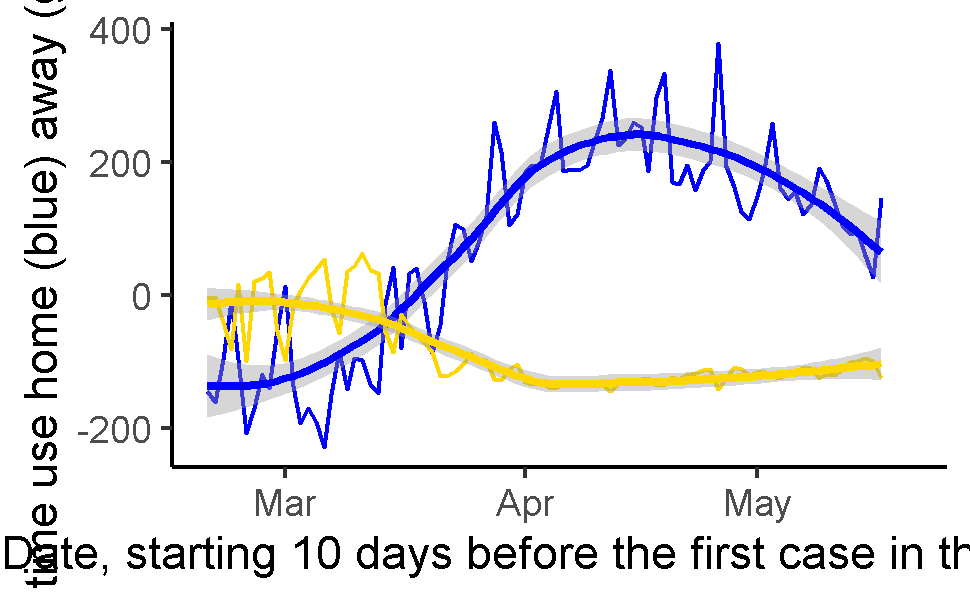 time use home (blue) away (
400
200
0
-200
Mar Apr May
Date, starting 10 days before the first case in th